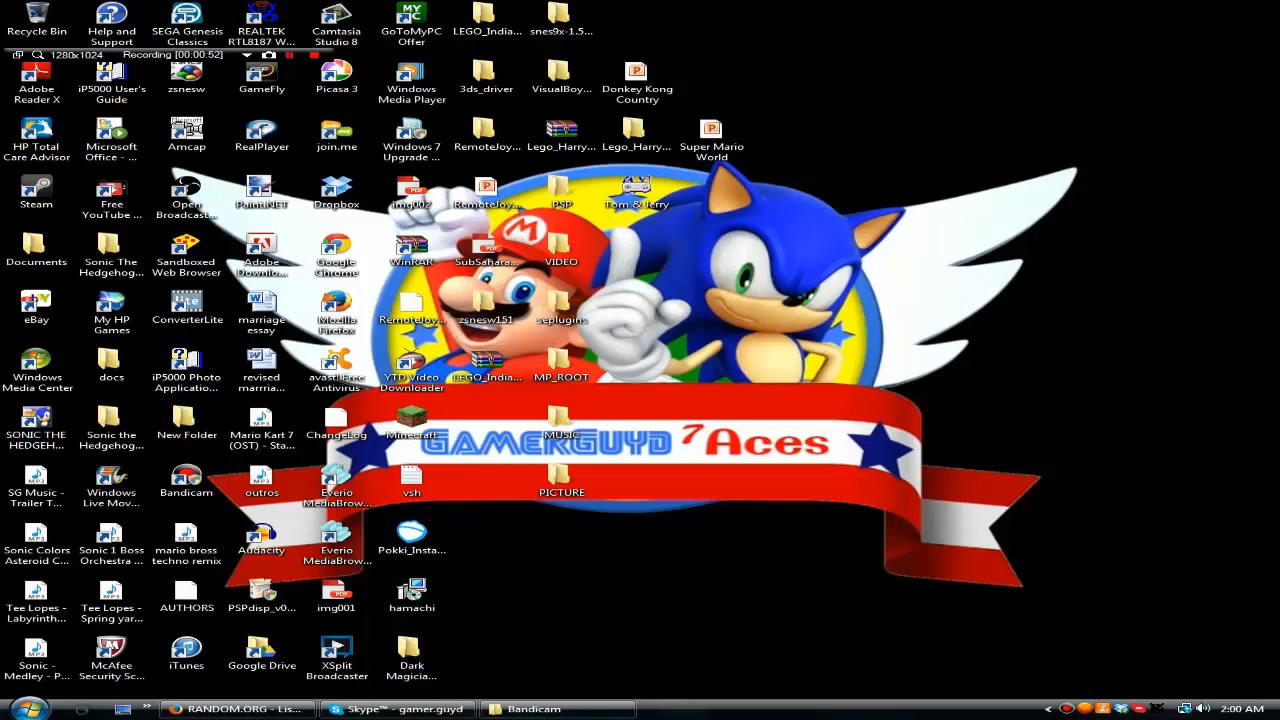 Recycle Bin
Help and
Support
SEGA Genesis
Classics
REALTEK
RTL8187 W...
Camtasia
Studio 8
GoToMyPC
Offer
LEGO_India...
snes9x-1.5...
1280x1024
Recording [00:00:52]
Adobe
Reader X
iP5000 User's
Guide
zsnesw
GameFly
Picasa 3
Windows
Media Player
3ds_driver
VisualBoy...
Donkey Kong
Country
HP Total
Care Advisor
Microsoft
Office - ...
Amcap
RealPlayer
join.me
Windows 7
Upgrade ...
RemoteJoy...
Lego_Harry...
Lego_Harry...
Super Mario
World
Steam
Free
YouTube ...
Open
Broadcast...
Paint.NET
Dropbox
img002
RemoteJoy...
PSP
Tom & Jerry
Documents
Sonic The
Hedgehog...
Sandboxed
Web Browser
Adobe
Downlo...
Google
Chrome
WinRAR
SubSahara...
VIDEO
eBay
My HP
Games
ConverterLite
marriage
essay
Mozilla
Firefox
RemoteJoy...
zsnesw151
seplugins
Windows
Media Center
docs
iP5000 Photo
Applicatio...
revised
marrria...
avast! Free
Antivirus
YTD Video
Downloader
LEGO_India...
MP_ROOT
SONIC THE
HEDGEH...
Sonic the
Hedgehog...
New Folder
Mario Kart 7
(OST) - Sta...
ChangeLog
Minecraft
MUSIC
GamerGuyD 7Aces
SG Music -
Trailer T...
Windows
Live Mov...
Bandicam
outros
Everio
MediaBrow...
vsh
PICTURE
Sonic Colors
Asteroid C...
Sonic 1 Boss
Orchestra ...
mario bross
techno remix
Audacity
Everio
MediaBrow...
Pokki_Insta...
Tee Lopes -
Labyrinth...
Tee Lopes -
Spring yar...
AUTHORS
PSPdisp_v0...
img001
hamachi
Sonic -
Medley - P...
McAfee
Security Sc...
iTunes
Google Drive
XSplit
Broadcaster
Dark
Magicia...
RANDOM.ORG - Lis...
Skype™ - gamer.guyd
Bandicam
2:00 AM